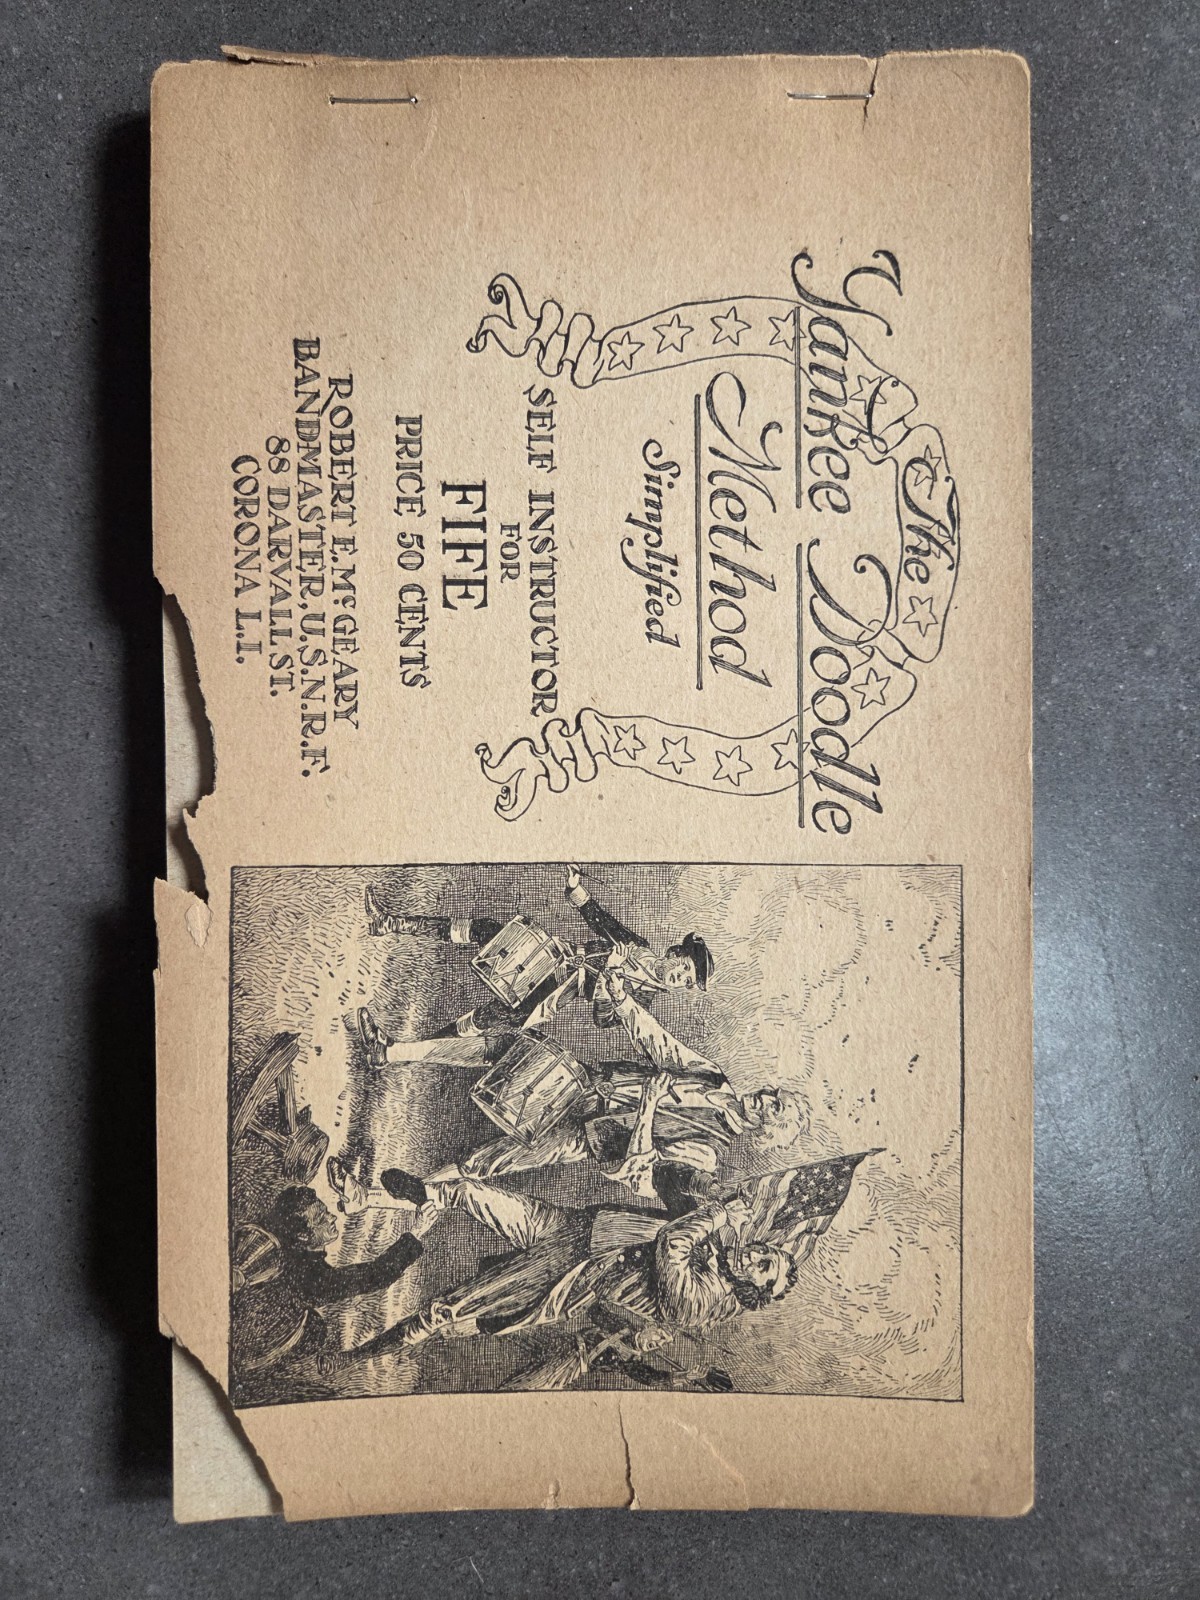 The
Yankee Doodle
Method
Simplified
SELF INSTRUCTOR
FOR
FIFE
PRICE 50 CENTS
ROBERT E. McGEARY
BANDMASTER, U.S.N.R.F.
88 DARVALL ST.
CORONA L.I.